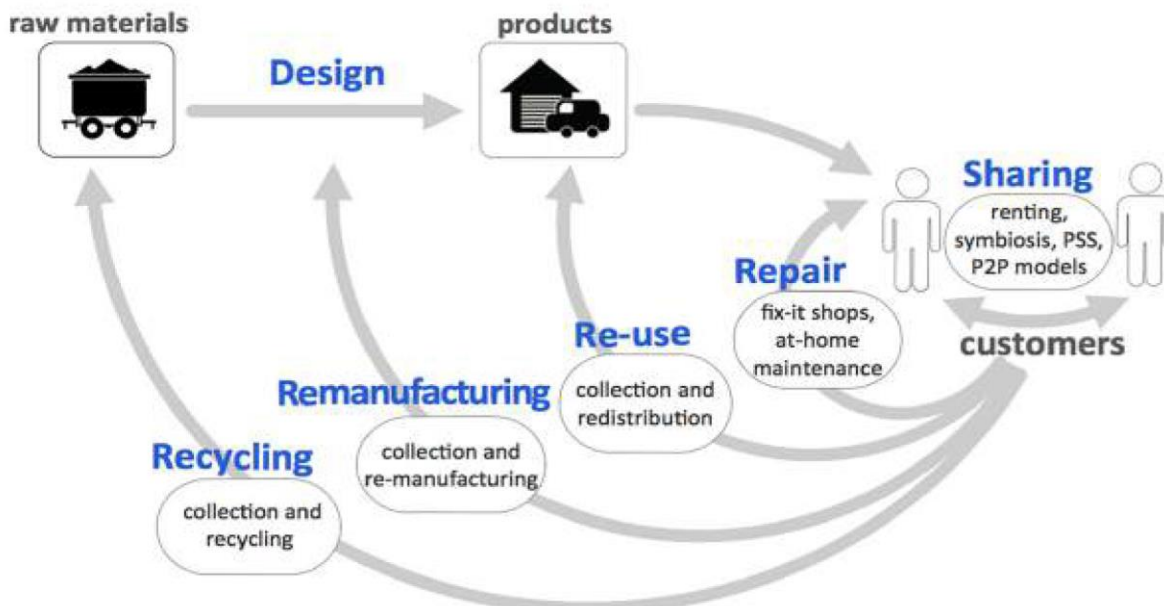 raw materials
products
Design
Sharing
renting,
symbiosis, PSS,
P2P models
customers
Repair
fix-it shops,
at-home
maintenance
Re-use
collection and
redistribution
Remanufacturing
collection and
re-manufacturing
Recycling
collection and
recycling